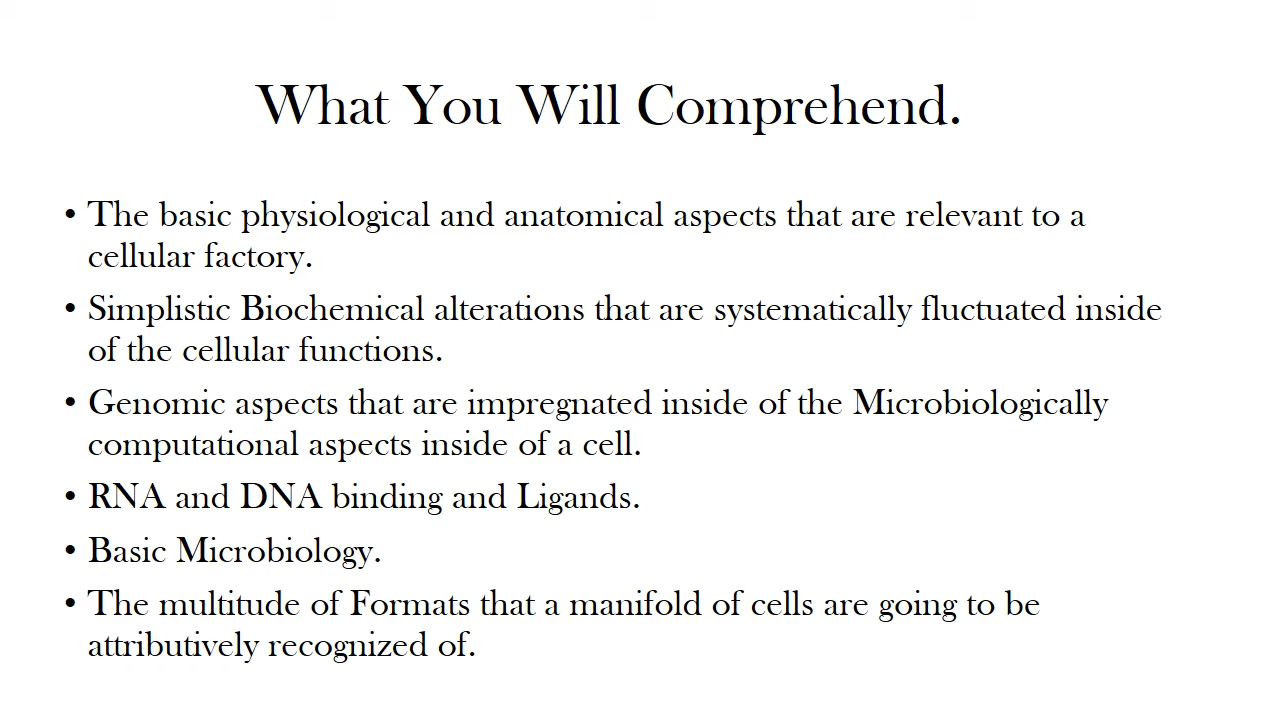 What You Will Comprehend.
• The basic physiological and anatomical aspects that are relevant to a
cellular factory.
• Simplistic Biochemical alterations that are systematically fluctuated inside
of the cellular functions.
• Genomic aspects that are impregnated inside of the Microbiologically
computational aspects inside of a cell.
• RNA and DNA binding and Ligands.
• Basic Microbiology.
• The multitude of Formats that a manifold of cells are going to be
attributively recognized of.